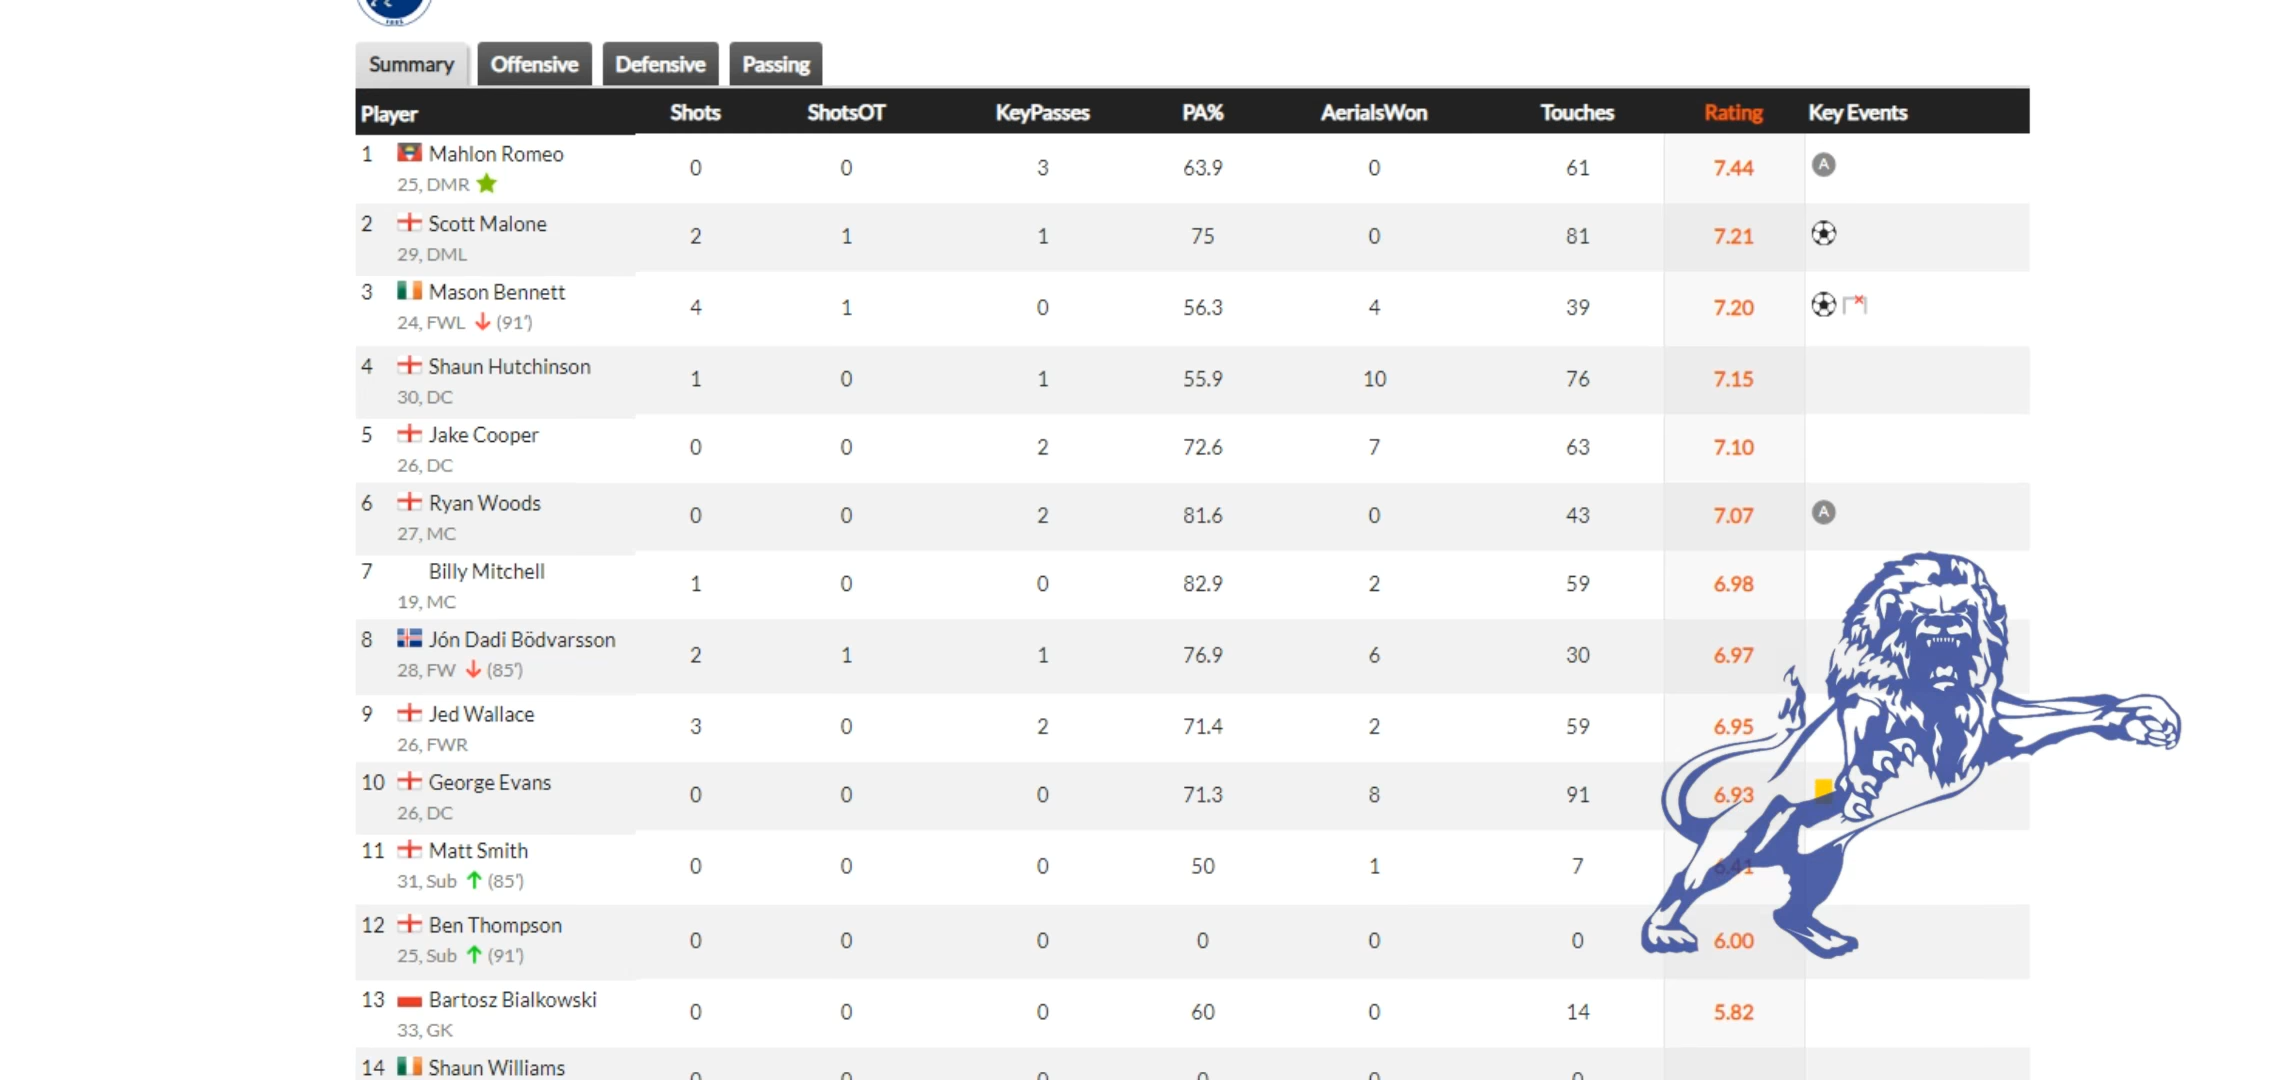 Summary Offensive Defensive Passing
Player Shots ShotsOT KeyPasses PA% AerialsWon Touches Rating Key Events
1 Mahlon Romeo 0 0 3 63.9 0 61 7.44 A
25, DMR
2 Scott Malone 2 1 1 75 0 81 7.21
29, DML
3 Mason Bennett 4 1 0 56.3 4 39 7.20
24, FWL (91')
4 Shaun Hutchinson 1 0 1 55.9 10 76 7.15
30, DC
5 Jake Cooper 0 0 2 72.6 7 63 7.10
26, DC
6 Ryan Woods 0 0 2 81.6 0 43 7.07 A
27, MC
7 Billy Mitchell 1 0 0 82.9 2 59 6.98
19, MC
8 Jón Dadi Bödvarsson 2 1 1 76.9 6 30 6.97
28, FW (85')
9 Jed Wallace 3 0 2 71.4 2 59 6.95
26, FWR
10 George Evans 0 0 0 71.3 8 91 6.93
26, DC
11 Matt Smith 0 0 0 50 1 7 6.41
31, Sub (85')
12 Ben Thompson 0 0 0 0 0 0 6.00
25, Sub (91')
13 Bartosz Bialkowski 0 0 0 60 0 14 5.82
33, GK
14 Shaun Williams 0 0 0 0 0 0